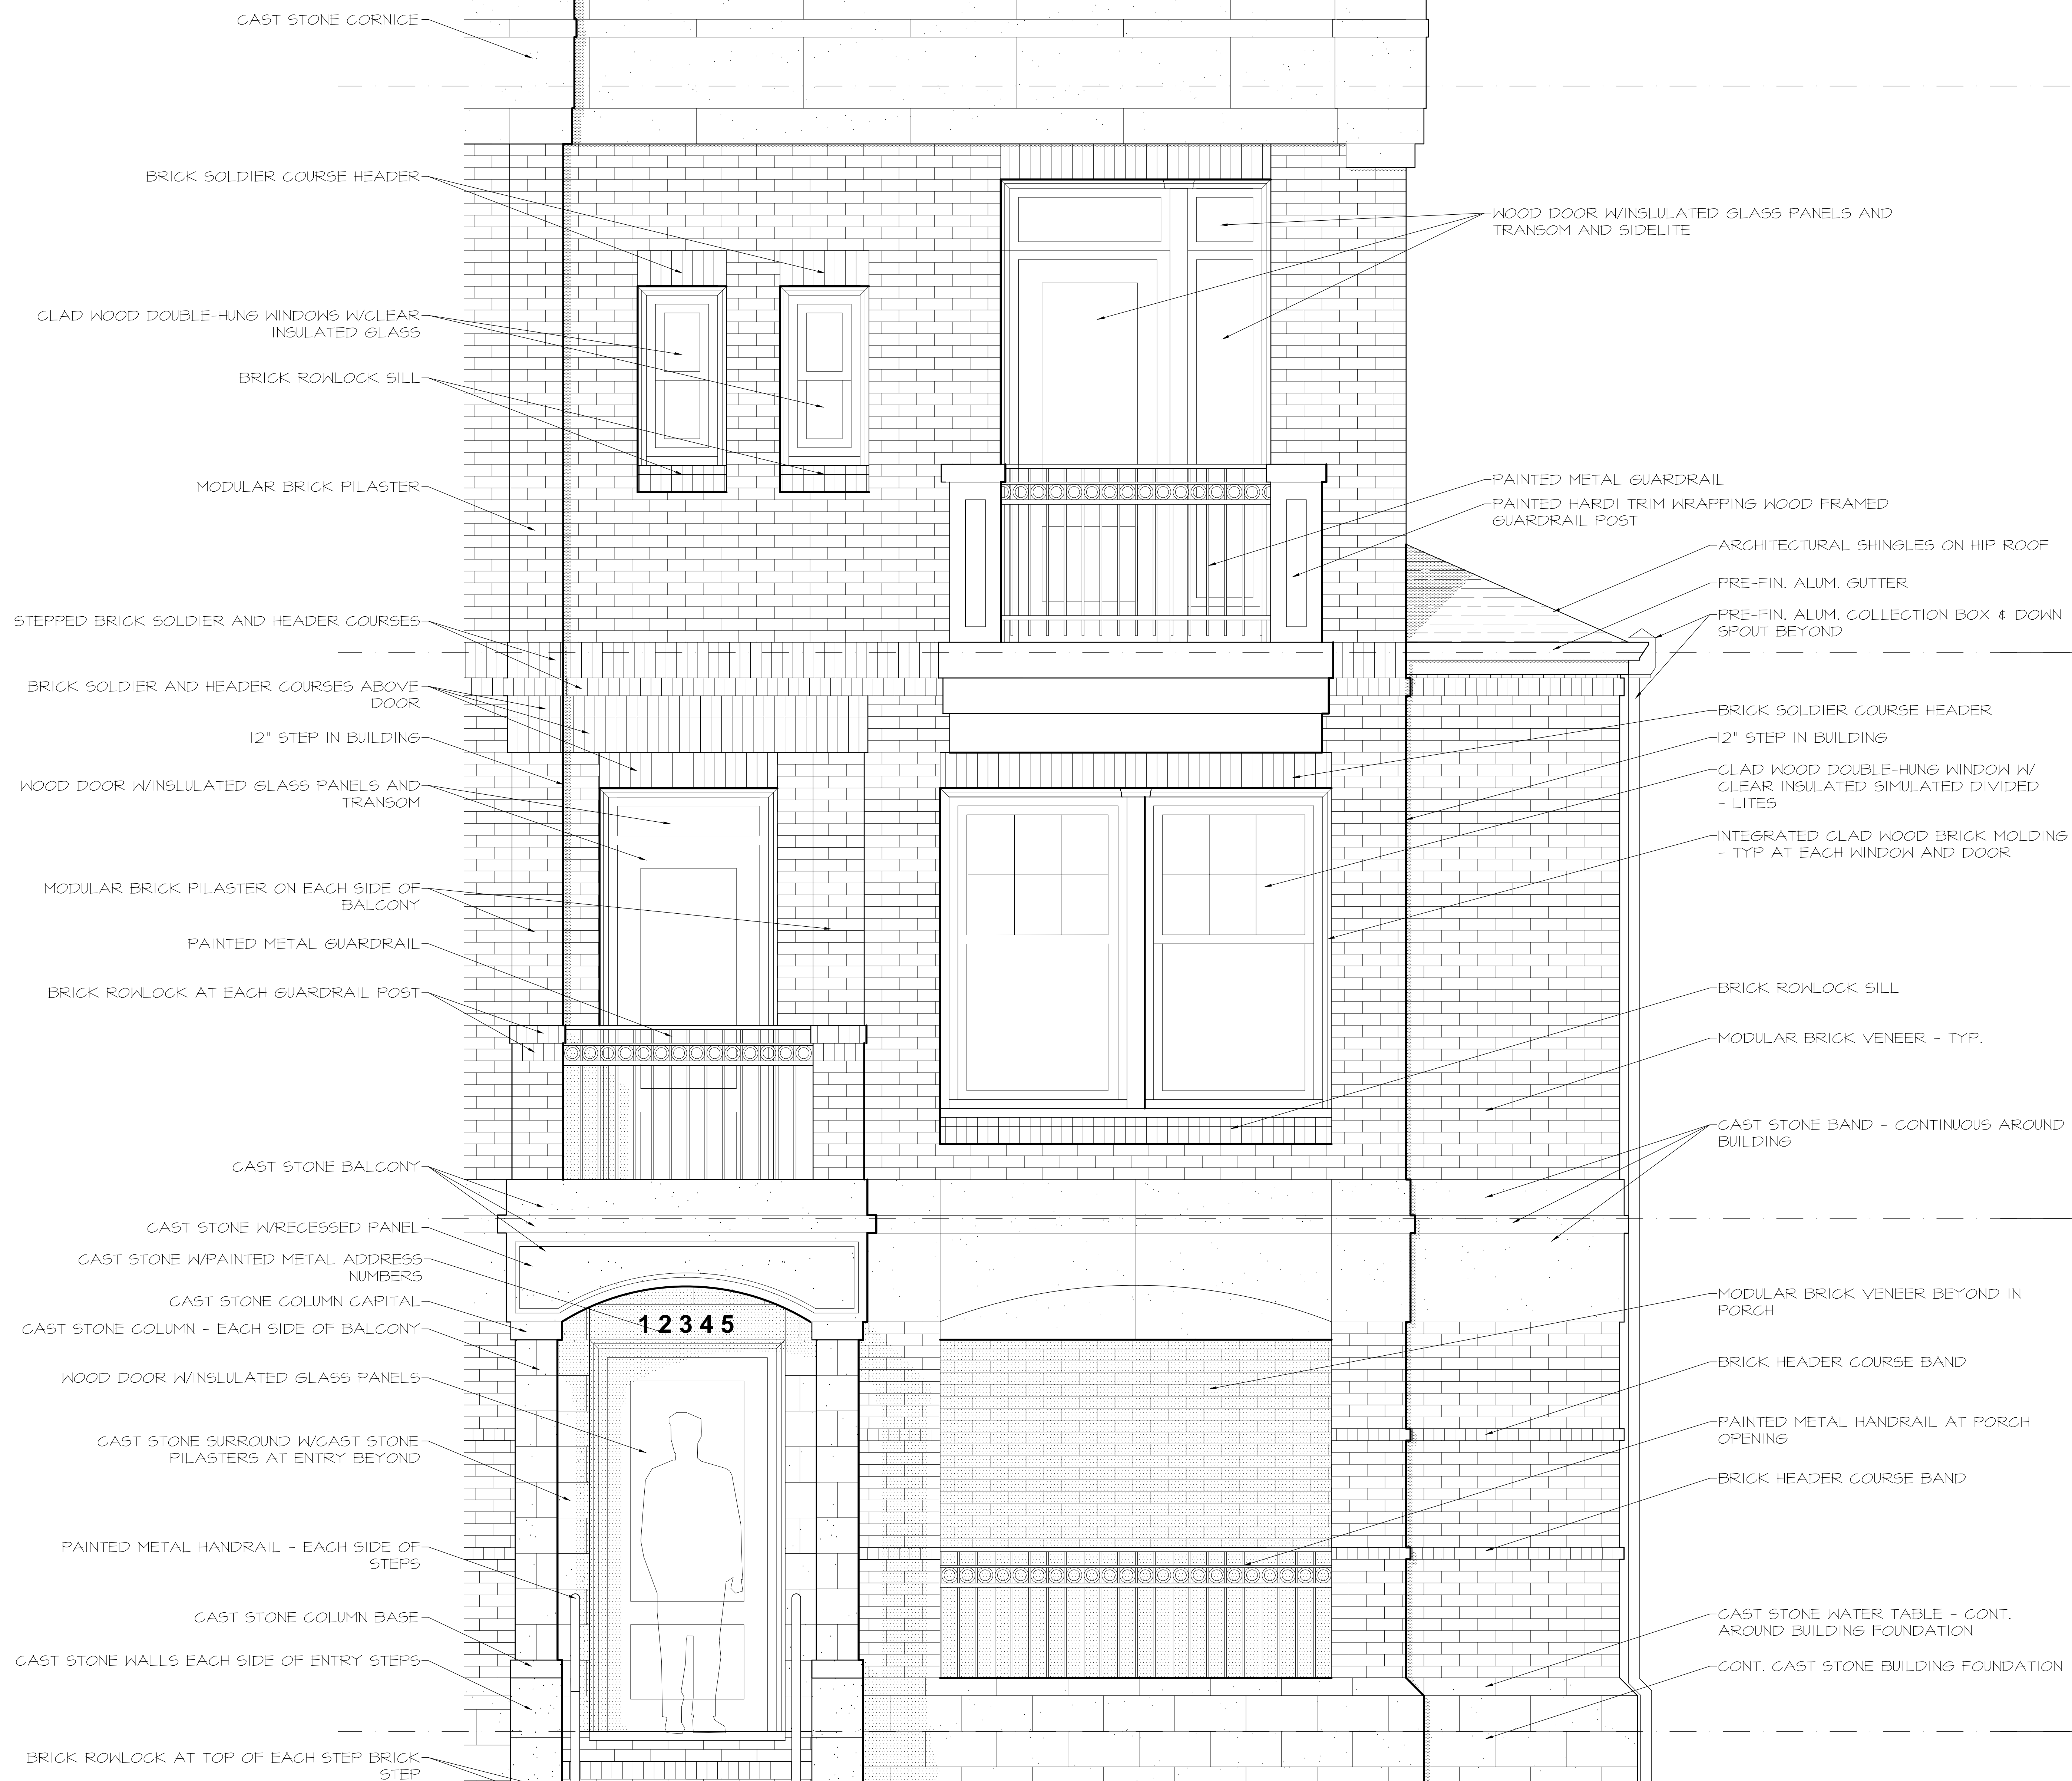 CAST STONE CORNICE
BRICK SOLDIER COURSE HEADER
CLAD WOOD DOUBLE-HUNG WINDOWS W/CLEAR
INSULATED GLASS
BRICK ROWLOCK SILL
MODULAR BRICK PILASTER
STEPPED BRICK SOLDIER AND HEADER COURSES
BRICK SOLDIER AND HEADER COURSES ABOVE
DOOR
12" STEP IN BUILDING
WOOD DOOR W/INSLULATED GLASS PANELS AND
TRANSOM
MODULAR BRICK PILASTER ON EACH SIDE OF
BALCONY
PAINTED METAL GUARDRAIL
BRICK ROWLOCK AT EACH GUARDRAIL POST
CAST STONE BALCONY
CAST STONE W/RECESSED PANEL
CAST STONE W/PAINTED METAL ADDRESS
NUMBERS
CAST STONE COLUMN CAPITAL
CAST STONE COLUMN - EACH SIDE OF BALCONY
WOOD DOOR W/INSLULATED GLASS PANELS
CAST STONE SURROUND W/CAST STONE
PILASTERS AT ENTRY BEYOND
PAINTED METAL HANDRAIL - EACH SIDE OF
STEPS
CAST STONE COLUMN BASE
CAST STONE WALLS EACH SIDE OF ENTRY STEPS
BRICK ROWLOCK AT TOP OF EACH STEP BRICK
STEP
12345
WOOD DOOR W/INSLULATED GLASS PANELS AND
TRANSOM AND SIDELITE
PAINTED METAL GUARDRAIL
PAINTED HARDI TRIM WRAPPING WOOD FRAMED
GUARDRAIL POST
ARCHITECTURAL SHINGLES ON HIP ROOF
PRE-FIN. ALUM. GUTTER
PRE-FIN. ALUM. COLLECTION BOX & DOWN
SPOUT BEYOND
BRICK SOLDIER COURSE HEADER
12" STEP IN BUILDING
CLAD WOOD DOUBLE-HUNG WINDOW W/
CLEAR INSULATED SIMULATED DIVIDED
- LITES
INTEGRATED CLAD WOOD BRICK MOLDING
- TYP AT EACH WINDOW AND DOOR
BRICK ROWLOCK SILL
MODULAR BRICK VENEER - TYP.
CAST STONE BAND - CONTINUOUS AROUND
BUILDING
MODULAR BRICK VENEER BEYOND IN
PORCH
BRICK HEADER COURSE BAND
PAINTED METAL HANDRAIL AT PORCH
OPENING
BRICK HEADER COURSE BAND
CAST STONE WATER TABLE - CONT.
AROUND BUILDING FOUNDATION
CONT. CAST STONE BUILDING FOUNDATION